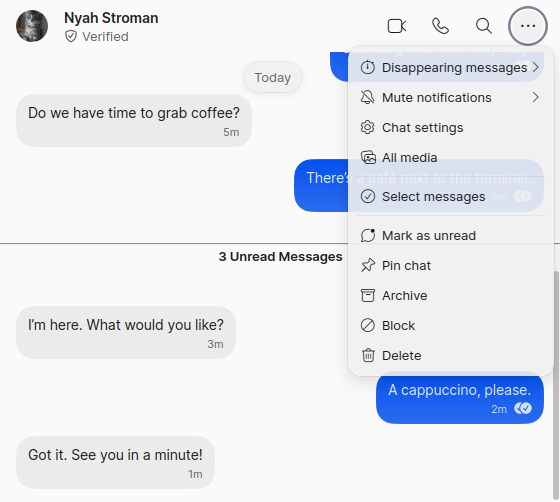 Nyah Stroman
Verified
Today
Do we have time to grab coffee?
5m
There's a café next to the terminal.
4m
3 Unread Messages
I'm here. What would you like?
3m
A cappuccino, please.
2m
Got it. See you in a minute!
1m
Disappearing messages
Mute notifications
Chat settings
All media
Select messages
Mark as unread
Pin chat
Archive
Block
Delete